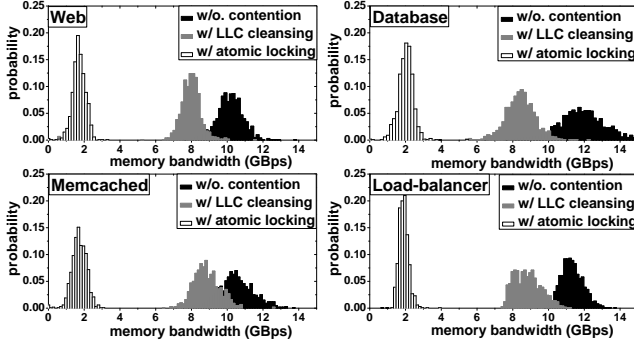 Web
w/o. contention
w/ LLC cleansing
w/ atomic locking
probability
0.25
0.20
0.15
0.10
0.05
0.00
0 2 4 6 8 10 12 14
memory bandwidth (GBps)
Database
w/o. contention
w/ LLC cleansing
w/ atomic locking
probability
0.25
0.20
0.15
0.10
0.05
0.00
0 2 4 6 8 10 12 14
memory bandwidth (GBps)
Memcached
w/o. contention
w/ LLC cleansing
w/ atomic locking
probability
0.25
0.20
0.15
0.10
0.05
0.00
0 2 4 6 8 10 12 14
memory bandwidth (GBps)
Load-balancer
w/o. contention
w/ LLC cleansing
w/ atomic locking
probability
0.25
0.20
0.15
0.10
0.05
0.00
0 2 4 6 8 10 12 14
memory bandwidth (GBps)